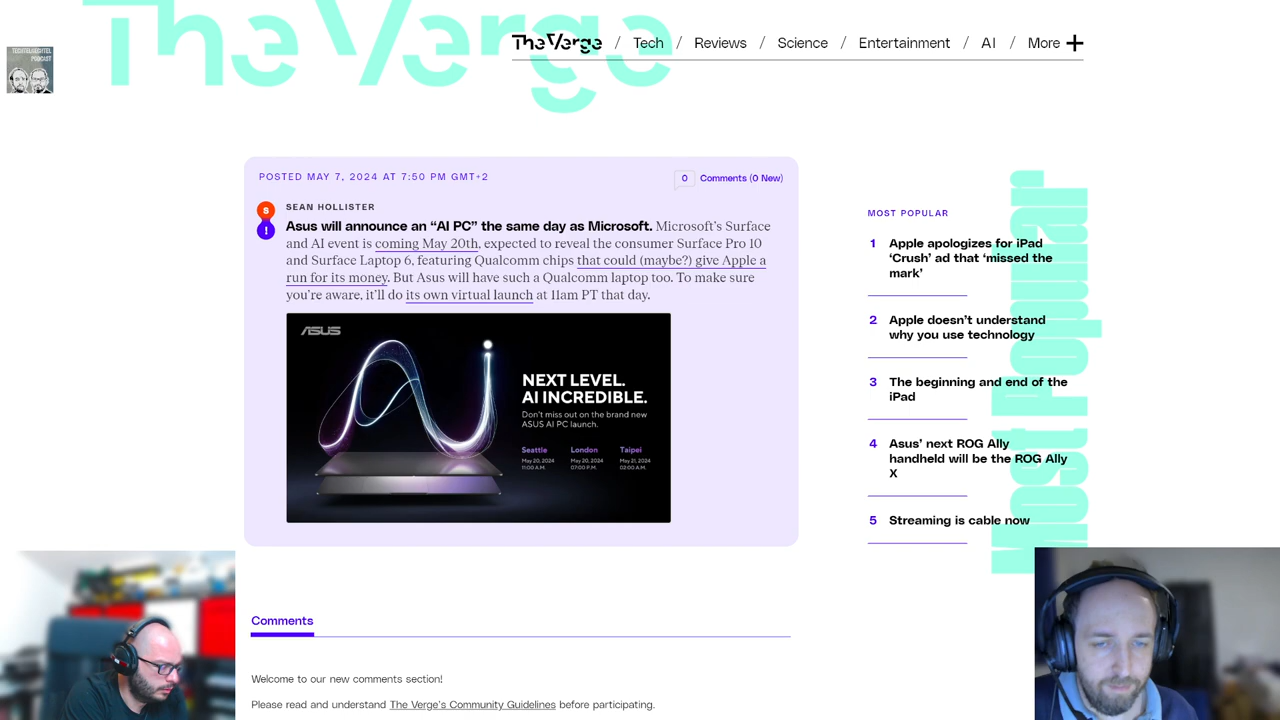 The Verge
TECHTELMECHTEL
PODCAST
The Verge / Tech / Reviews / Science / Entertainment / AI / More +
POSTED MAY 7, 2024 AT 7:50 PM GMT+2
0 Comments (0 New)
SEAN HOLLISTER
Asus will announce an “AI PC” the same day as Microsoft. Microsoft’s Surface
and AI event is coming May 20th, expected to reveal the consumer Surface Pro 10
and Surface Laptop 6, featuring Qualcomm chips that could (maybe?) give Apple a
run for its money. But Asus will have such a Qualcomm laptop too. To make sure
you’re aware, it’ll do its own virtual launch at 11am PT that day.
ASUS
NEXT LEVEL.
AI INCREDIBLE.
Don't miss out on the brand new
ASUS AI PC launch.
Seattle London Taipei
May 20, 2024 May 20, 2024 May 21, 2024
11:00 A.M. 07:00 P.M. 02:00 A.M.
MOST POPULAR
Most Popular
1 Apple apologizes for iPad
‘Crush’ ad that ‘missed the
mark’
2 Apple doesn’t understand
why you use technology
3 The beginning and end of the
iPad
4 Asus’ next ROG Ally
handheld will be the ROG Ally
X
5 Streaming is cable now
Comments
Welcome to our new comments section!
Please read and understand The Verge’s Community Guidelines before participating.